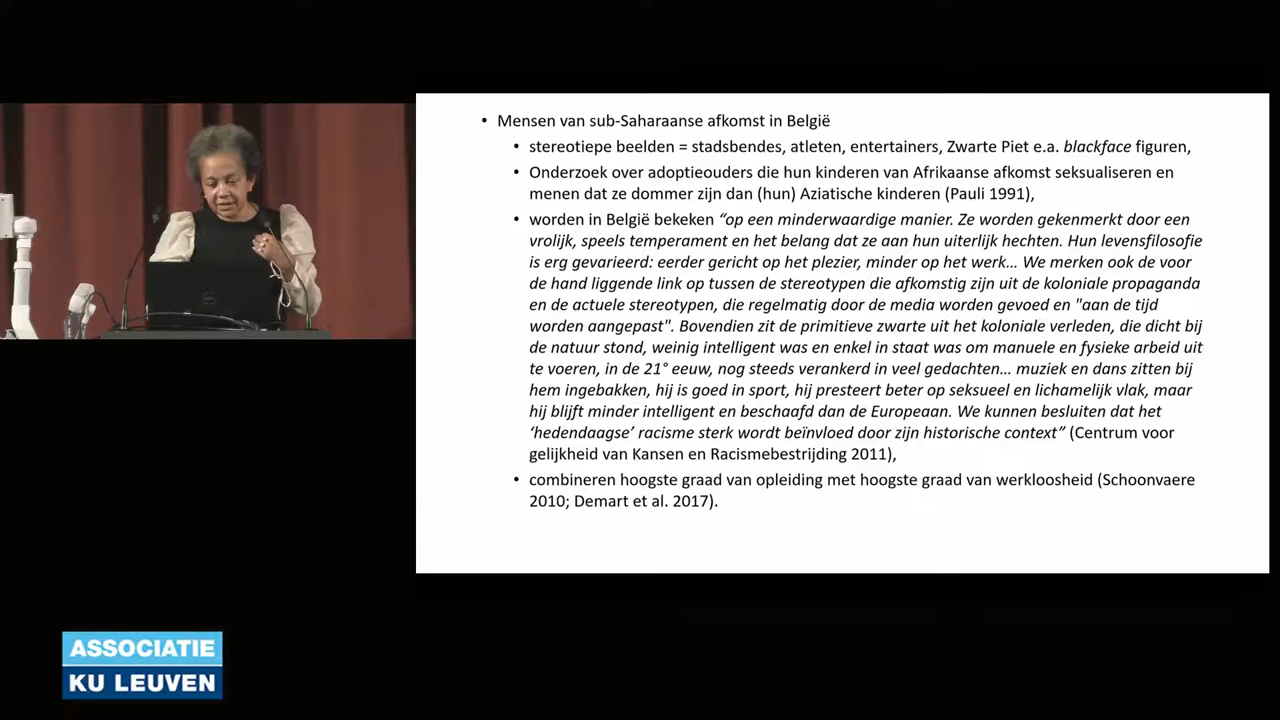 • Mensen van sub-Saharaanse afkomst in België
• stereotiepe beelden = stadsbendes, atleten, entertainers, Zwarte Piet e.a. blackface figuren,
• Onderzoek over adoptieouders die hun kinderen van Afrikaanse afkomst seksualiseren en
menen dat ze dommer zijn dan (hun) Aziatische kinderen (Pauli 1991),
• worden in België bekeken “op een minderwaardige manier. Ze worden gekenmerkt door een
vrolijk, speels temperament en het belang dat ze aan hun uiterlijk hechten. Hun levensfilosofie
is erg gevarieerd: eerder gericht op het plezier, minder op het werk… We merken ook de voor
de hand liggende link op tussen de stereotypen die afkomstig zijn uit de koloniale propaganda
en de actuele stereotypen, die regelmatig door de media worden gevoed en "aan de tijd
worden aangepast". Bovendien zit de primitieve zwarte uit het koloniale verleden, die dicht bij
de natuur stond, weinig intelligent was en enkel in staat was om manuele en fysieke arbeid uit
te voeren, in de 21° eeuw, nog steeds verankerd in veel gedachten… muziek en dans zitten bij
hem ingebakken, hij is goed in sport, hij presteert beter op seksueel en lichamelijk vlak, maar
hij blijft minder intelligent en beschaafd dan de Europeaan. We kunnen besluiten dat het
‘hedendaagse’ racisme sterk wordt beïnvloed door zijn historische context” (Centrum voor
gelijkheid van Kansen en Racismebestrijding 2011),
• combineren hoogste graad van opleiding met hoogste graad van werkloosheid (Schoonvaere
2010; Demart et al. 2017).
ASSOCIATIE
KU LEUVEN